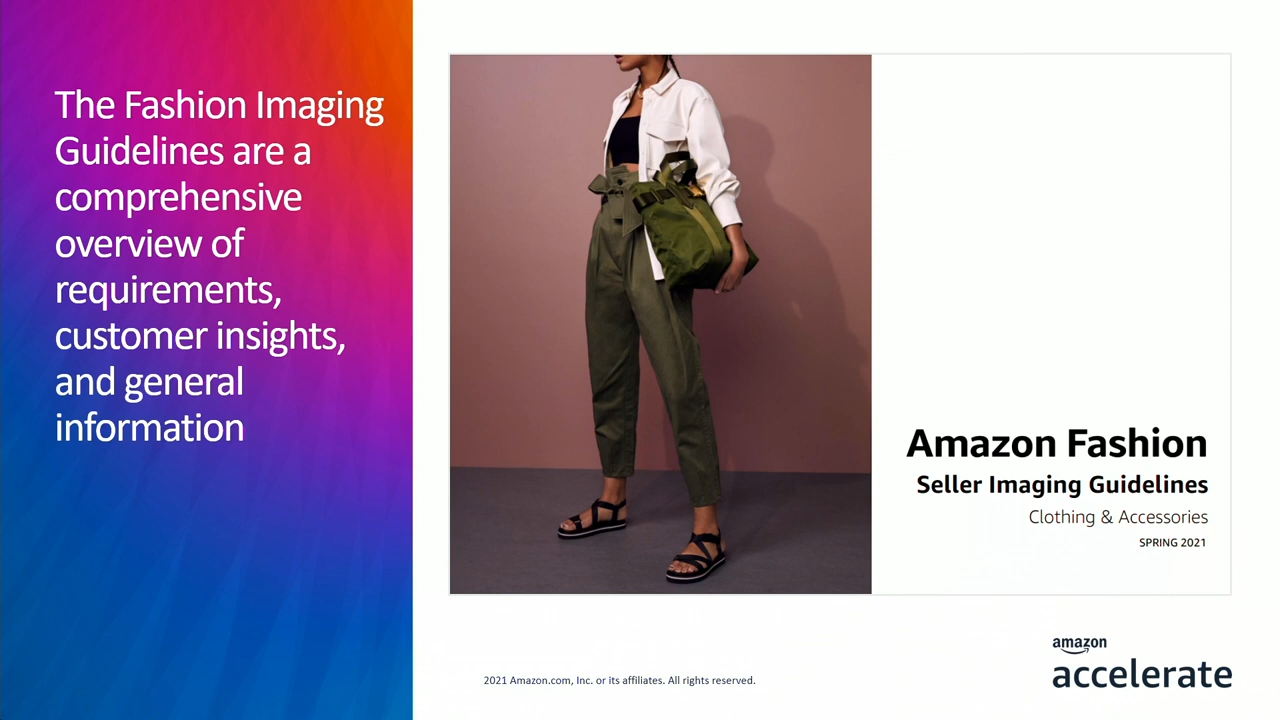 The Fashion Imaging
Guidelines are a
comprehensive
overview of
requirements,
customer insights,
and general
information
Amazon Fashion
Seller Imaging Guidelines
Clothing & Accessories
SPRING 2021
2021 Amazon.com, Inc. or its affiliates. All rights reserved.
amazon
accelerate